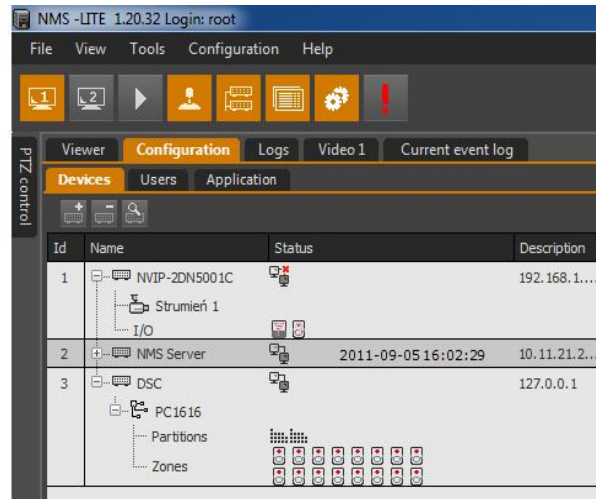 NMS -LITE 1.20.32 Login: root
File View Tools Configuration Help
1 2
PTZ control
Viewer Configuration Logs Video 1 Current event log
Devices Users Application
Id Name Status Description
1 NVIP-2DN5001C 192.168.1....
Strumień 1
I/O
2 NMS Server 2011-09-05 16:02:29 10.11.21.2...
3 DSC 127.0.0.1
PC1616
Partitions
Zones